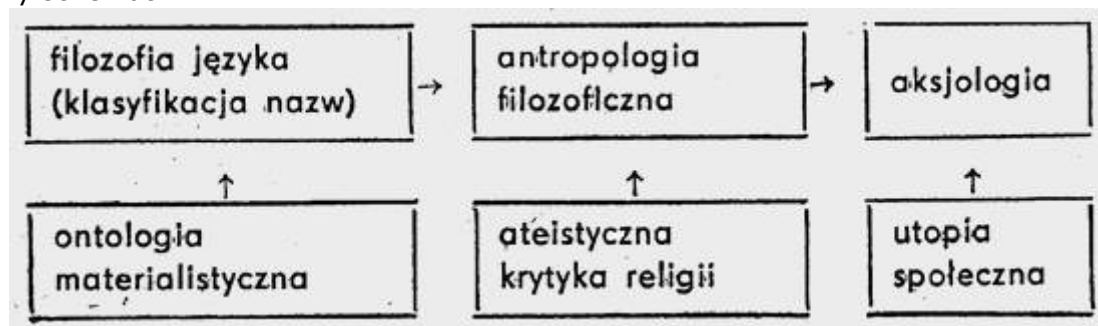 filozofia języka
(klasyfikacja nazw)
→
antropologia
filozoficzna
→
aksjologia
↑
↑
↑
ontologia
materialistyczna
ateistyczna
krytyka religii
utopia
społeczna